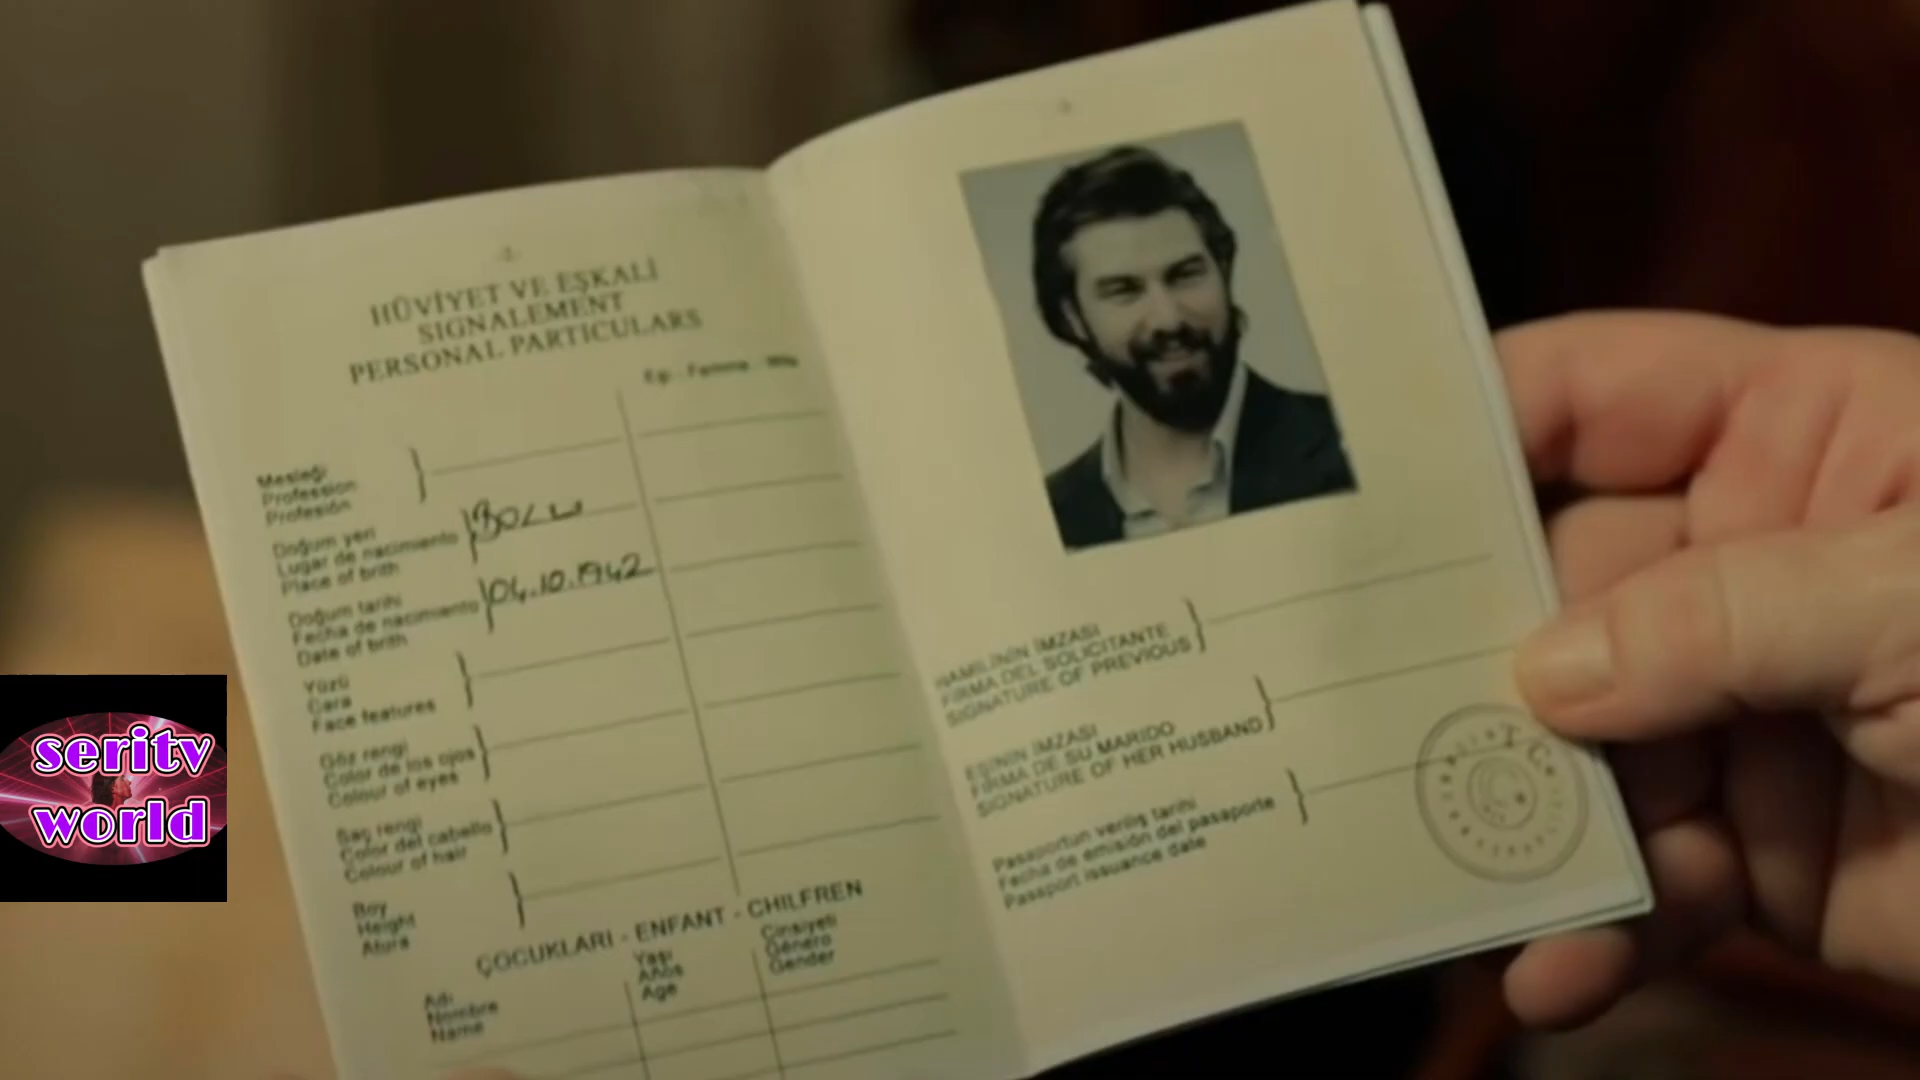 HÜVİYET VE EŞKALİ
SIGNALEMENT
PERSONAL PARTICULARS
Eşi - Femme - Wife
Mesleği
Profession
Profesión
Doğum yeri
Lugar de nacimiento
Place of brith
BOLU
Doğum tarihi
Fecha de nacimiento
Date of brith
04.10.1942
Yüzü
Cara
Face features
Göz rengi
Color de los ojos
Colour of eyes
Saç rengi
Color del cabello
Colour of hair
Boy
Height
Altura
ÇOCUKLARI - ENFANT - CHILFREN
Adı
Nombre
Name
Yaşı
Años
Age
Cinsiyeti
Género
Gender
HAMİLİNİN İMZASI
FIRMA DEL SOLICITANTE
SIGNATURE OF PREVIOUS
EŞİNİN İMZASI
FIRMA DE SU MARIDO
SIGNATURE OF HER HUSBAND
Pasaportun veriliş tarihi
Fecha de emisión del pasaporte
Passport issuance date
seritv
world